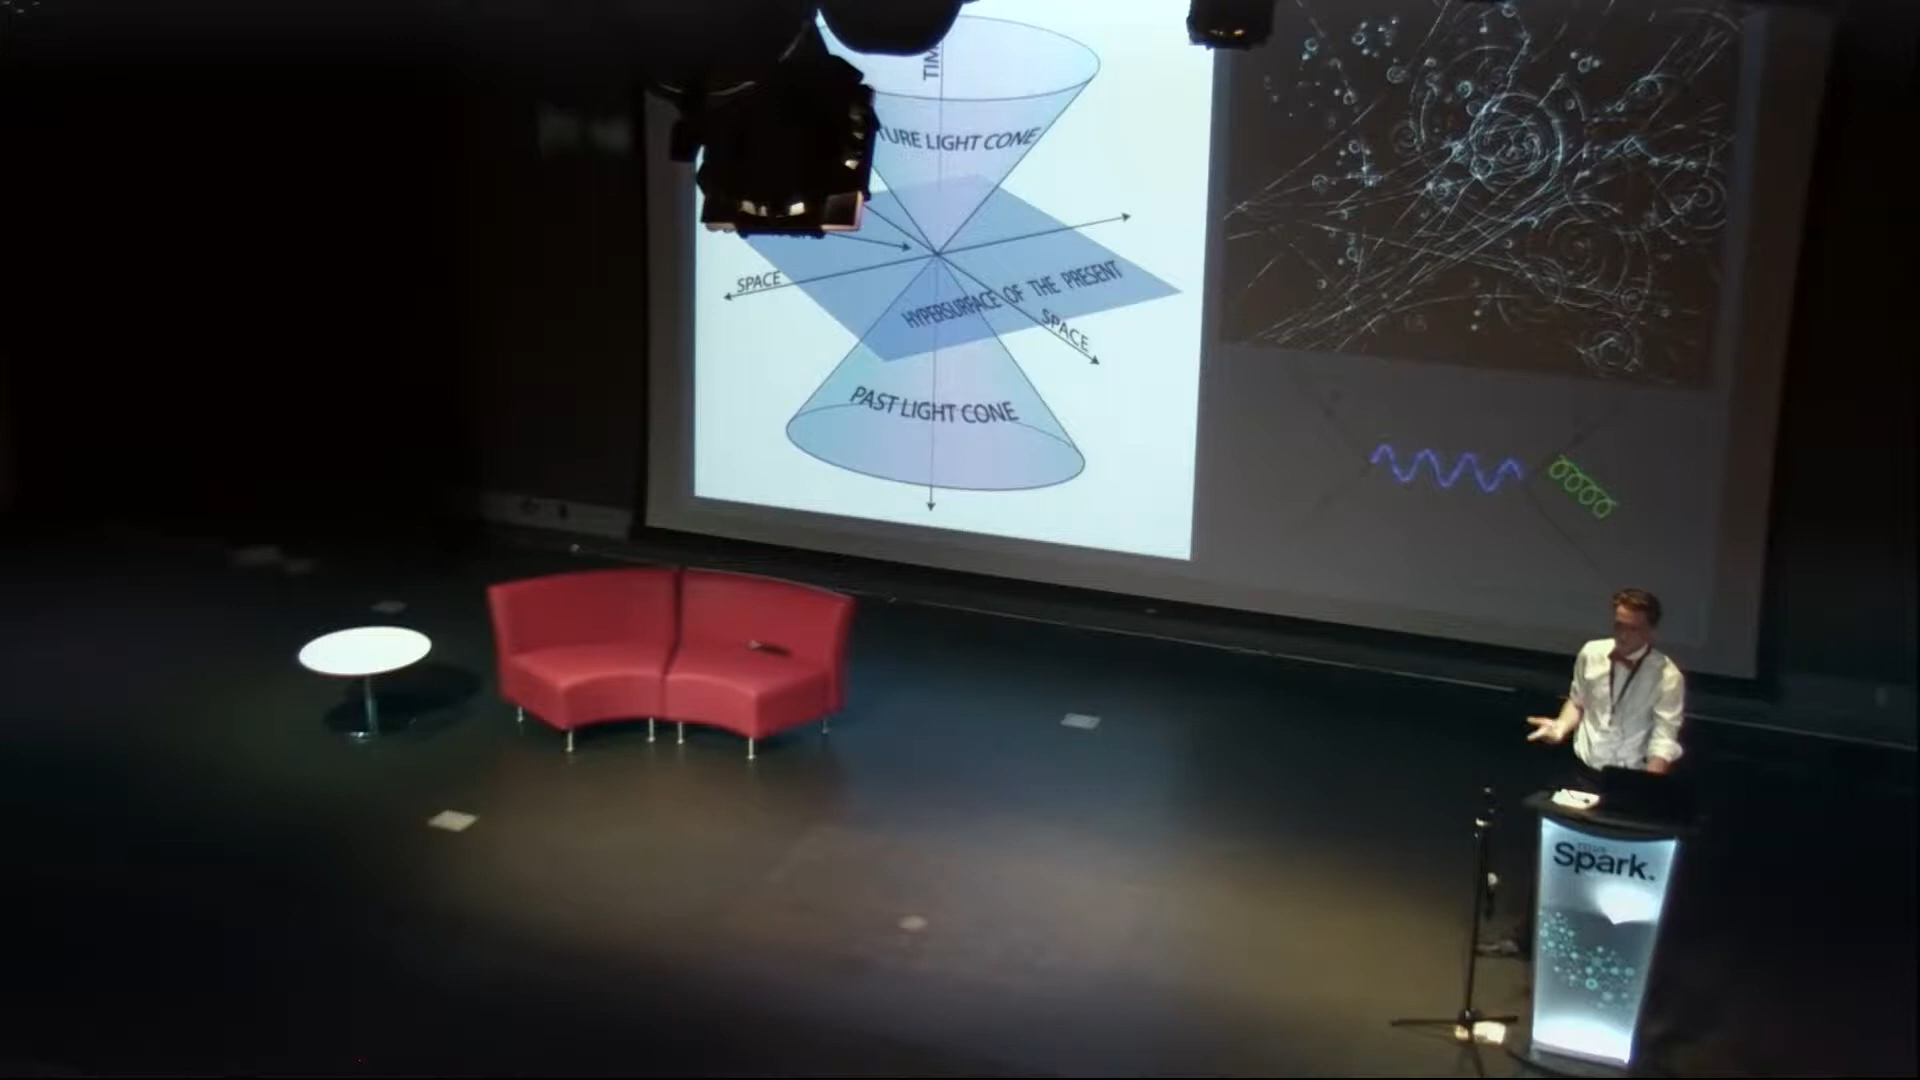 TIM
TURE LIGHT CONE
SPACE
HYPERSURFACE OF THE PRESENT
SPACE
PAST LIGHT CONE
Spark.